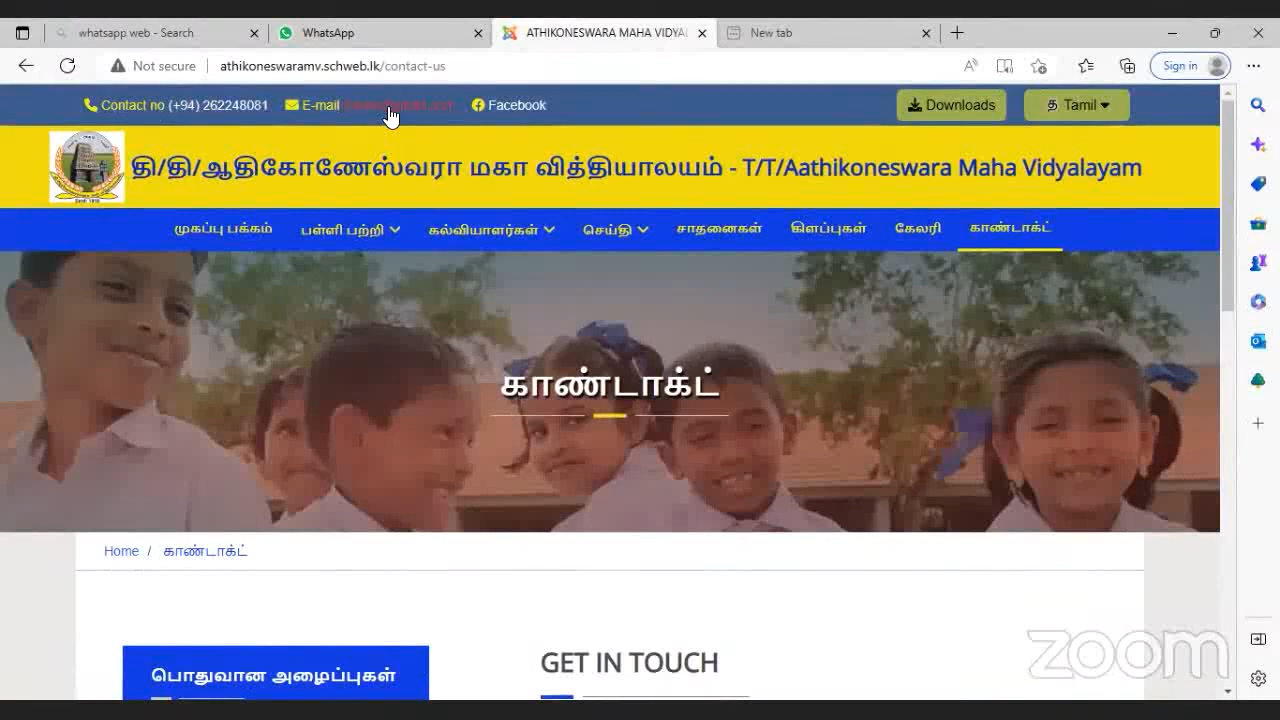 whatsapp web - Search
WhatsApp
ATHIKONESWARA MAHA VIDYAL
New tab
Not secure
athikoneswaramv.schweb.lk/contact-us
Sign in
Contact no (+94) 262248081
E-mail
Facebook
Downloads
த Tamil
தி/தி/ஆதிகோணேஸ்வரா மகா வித்தியாலயம் - T/T/Aathikoneswara Maha Vidyalayam
முகப்பு பக்கம்
பள்ளி பற்றி
கல்வியாளர்கள்
செய்தி
சாதனைகள்
கிளப்புகள்
கேலரி
காண்டாக்ட்
காண்டாக்ட்
Home / காண்டாக்ட்
பொதுவான அழைப்புகள்
GET IN TOUCH
zoom